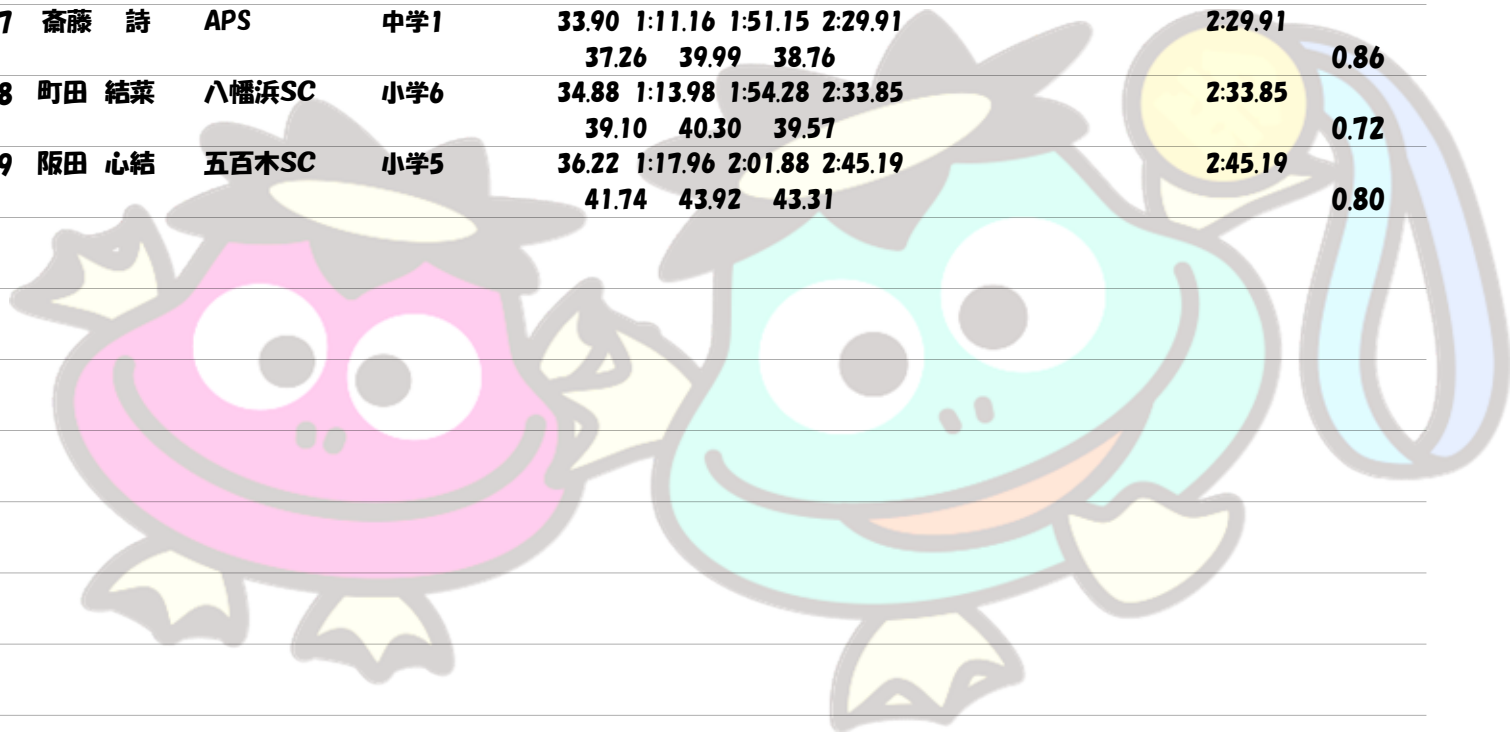 7 斎藤 詩 APS 中学1 33.90 1:11.16 1:51.15 2:29.91 2:29.91
37.26 39.99 38.76 0.86
8 町田 結菜 八幡浜SC 小学6 34.88 1:13.98 1:54.28 2:33.85 2:33.85
39.10 40.30 39.57 0.72
9 阪田 心結 五百木SC 小学5 36.22 1:17.96 2:01.88 2:45.19 2:45.19
41.74 43.92 43.31 0.80